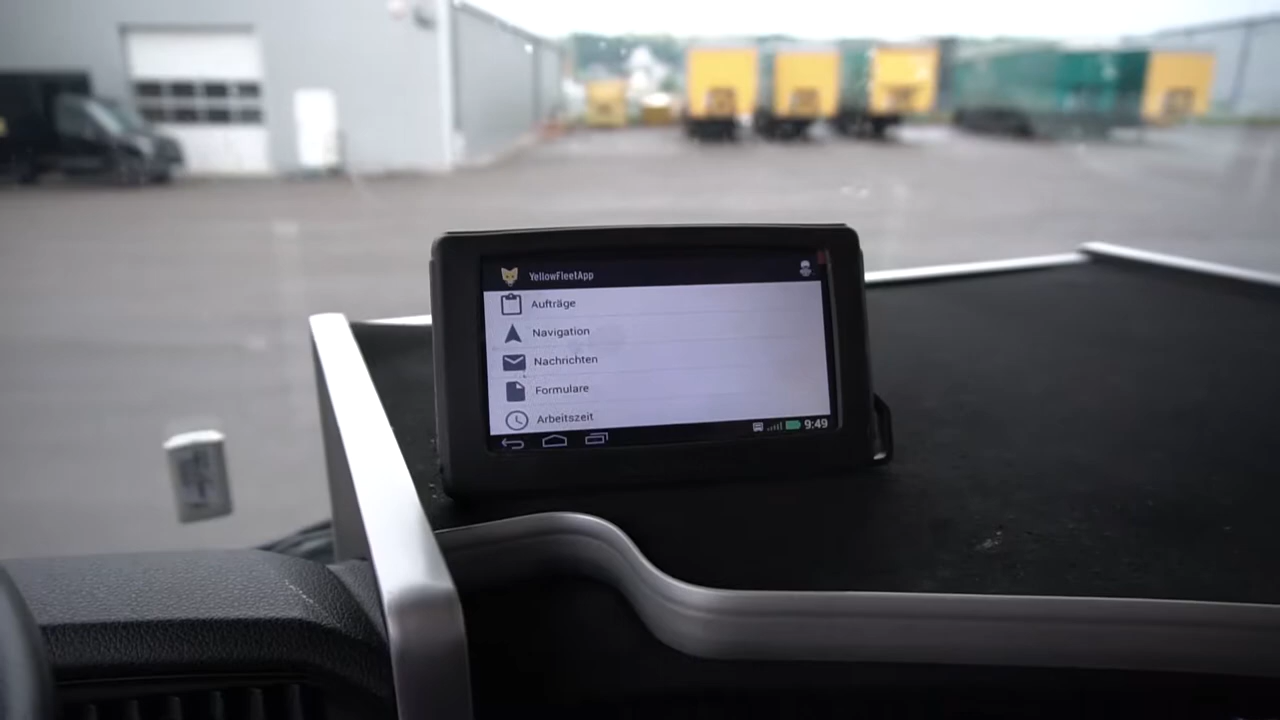 YellowFleetApp
Aufträge
Navigation
Nachrichten
Formulare
Arbeitszeit
9:49